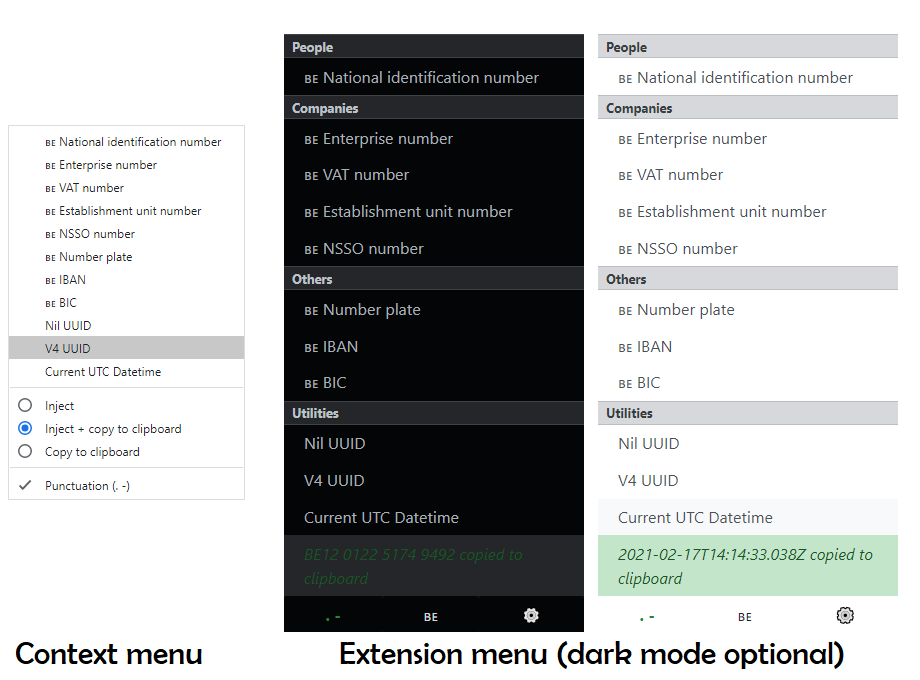 BE National identification number
BE Enterprise number
BE VAT number
BE Establishment unit number
BE NSSO number
BE Number plate
BE IBAN
BE BIC
Nil UUID
V4 UUID
Current UTC Datetime
Inject
Inject + copy to clipboard
Copy to clipboard
Punctuation (. -)
Context menu
People
BE National identification number
Companies
BE Enterprise number
BE VAT number
BE Establishment unit number
BE NSSO number
Others
BE Number plate
BE IBAN
BE BIC
Utilities
Nil UUID
V4 UUID
Current UTC Datetime
BE12 0122 5174 9492 copied to
clipboard
. - BE
People
BE National identification number
Companies
BE Enterprise number
BE VAT number
BE Establishment unit number
BE NSSO number
Others
BE Number plate
BE IBAN
BE BIC
Utilities
Nil UUID
V4 UUID
Current UTC Datetime
2021-02-17T14:14:33.038Z copied to
clipboard
. - BE
Extension menu (dark mode optional)